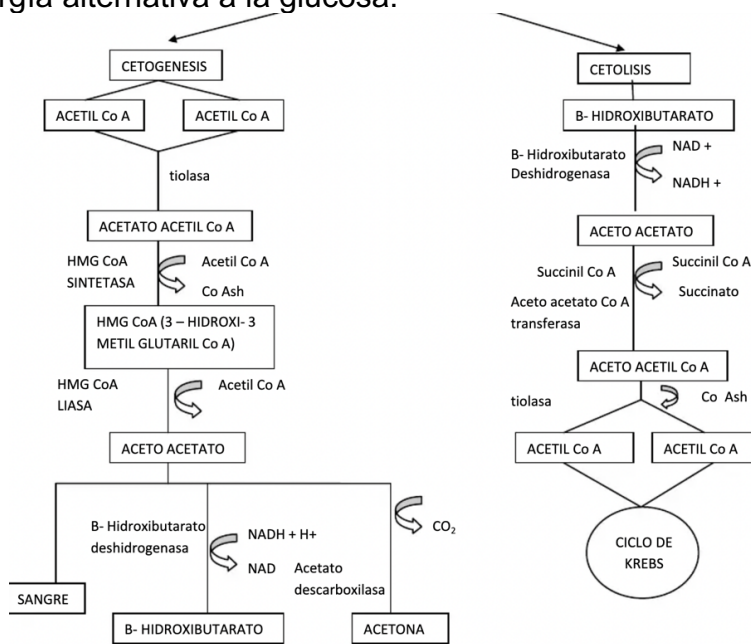 rgía alternativa a la glucosa.
CETOGENESIS
ACETIL Co A
ACETIL Co A
tiolasa
ACETATO ACETIL Co A
HMG CoA
SINTETASA
Acetil Co A
Co Ash
HMG CoA (3 – HIDROXI- 3
METIL GLUTARIL Co A)
HMG CoA
LIASA
Acetil Co A
ACETO ACETATO
B- Hidroxibutarato
deshidrogenasa
NADH + H+
NAD
Acetato
descarboxilasa
CO₂
SANGRE
B- HIDROXIBUTARATO
ACETONA
CETOLISIS
B- HIDROXIBUTARATO
B- Hidroxibutarato
Deshidrogenasa
NAD +
NADH +
ACETO ACETATO
Succinil Co A
Aceto acetato Co A
transferasa
Succinil Co A
Succinato
ACETO ACETIL Co A
tiolasa
Co Ash
ACETIL Co A
ACETIL Co A
CICLO DE
KREBS